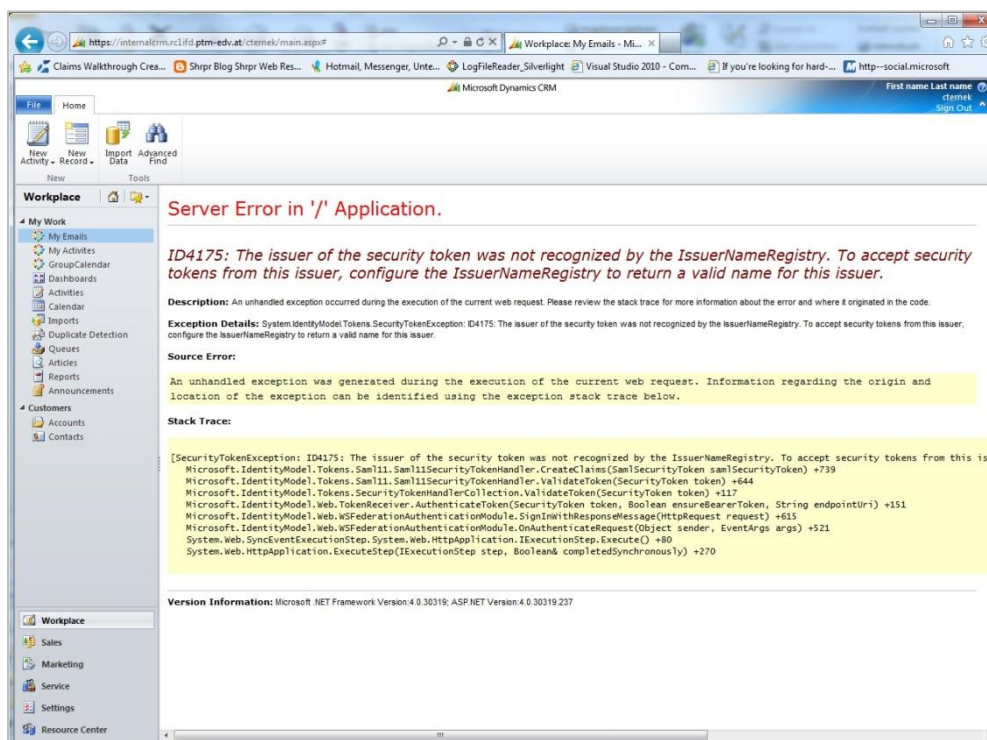 https://internalcrm.rc1ifd.ptm-edv.at/cternek/main.aspx#
Workplace: My Emails - Mi...
Claims Walkthrough Crea...
Shrpr Blog Shrpr Web Res...
Hotmail, Messenger, Unte...
LogFileReader_Silverlight
Visual Studio 2010 - Com...
If you're looking for hard-...
http--social.microsoft
Microsoft Dynamics CRM
First name Last name
cternek
Sign Out
File
Home
New Activity
New Record
Import Data
Advanced Find
New
Tools
Workplace
My Work
My Emails
My Activites
GroupCalendar
Dashboards
Activities
Calendar
Imports
Duplicate Detection
Queues
Articles
Reports
Announcements
Customers
Accounts
Contacts
Workplace
Sales
Marketing
Service
Settings
Resource Center
Server Error in '/' Application.
ID4175: The issuer of the security token was not recognized by the IssuerNameRegistry. To accept security
tokens from this issuer, configure the IssuerNameRegistry to return a valid name for this issuer.
Description: An unhandled exception occurred during the execution of the current web request. Please review the stack trace for more information about the error and where it originated in the code.
Exception Details: System.IdentityModel.Tokens.SecurityTokenException: ID4175: The issuer of the security token was not recognized by the IssuerNameRegistry. To accept security tokens from this issuer,
configure the IssuerNameRegistry to return a valid name for this issuer.
Source Error:
An unhandled exception was generated during the execution of the current web request. Information regarding the origin and
location of the exception can be identified using the exception stack trace below.
Stack Trace:
[SecurityTokenException: ID4175: The issuer of the security token was not recognized by the IssuerNameRegistry. To accept security tokens from this is
Microsoft.IdentityModel.Tokens.Saml11.Saml11SecurityTokenHandler.CreateClaims(SamlSecurityToken samlSecurityToken) +739
Microsoft.IdentityModel.Tokens.Saml11.Saml11SecurityTokenHandler.ValidateToken(SecurityToken token) +644
Microsoft.IdentityModel.Tokens.SecurityTokenHandlerCollection.ValidateToken(SecurityToken token) +117
Microsoft.IdentityModel.Web.TokenReceiver.AuthenticateToken(SecurityToken token, Boolean ensureBearerToken, String endpointUri) +151
Microsoft.IdentityModel.Web.WSFederationAuthenticationModule.SignInWithResponseMessage(HttpRequest request) +615
Microsoft.IdentityModel.Web.WSFederationAuthenticationModule.OnAuthenticateRequest(Object sender, EventArgs args) +521
System.Web.SyncEventExecutionStep.System.Web.HttpApplication.IExecutionStep.Execute() +80
System.Web.HttpApplication.ExecuteStep(IExecutionStep step, Boolean& completedSynchronously) +270
Version Information: Microsoft .NET Framework Version:4.0.30319; ASP.NET Version:4.0.30319.237